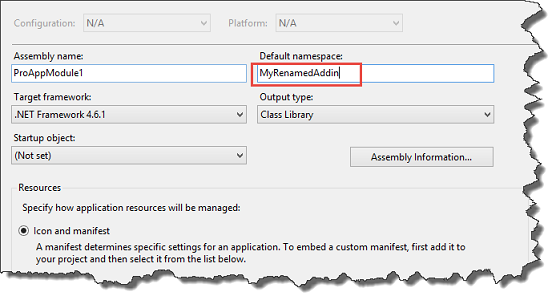 Configuration: N/A Platform: N/A
Assembly name: Default namespace:
ProAppModule1 MyRenamedAddin
Target framework: Output type:
.NET Framework 4.6.1 Class Library
Startup object:
(Not set) Assembly Information...
Resources
Specify how application resources will be managed:
Icon and manifest
A manifest determines specific settings for an application. To embed a custom manifest, first add it to
your project and then select it from the list below.